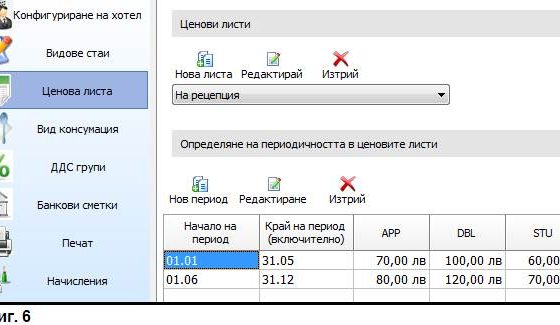 Конфигуриране на хотел
Видове стаи
Ценова листа
Вид консумация
ДДС групи
Банкови сметки
Печат
Начисления
Ценови листи
Нова листа Редактирай Изтрий
На рецепция
Определяне на периодичността в ценовите листи
Нов период Редактиране Изтрий
Начало на период Край на период (включително) APP DBL STU
01.01 31.05 70,00 лв 100,00 лв 60,00
01.06 31.12 80,00 лв 120,00 лв 70,00
иг. 6